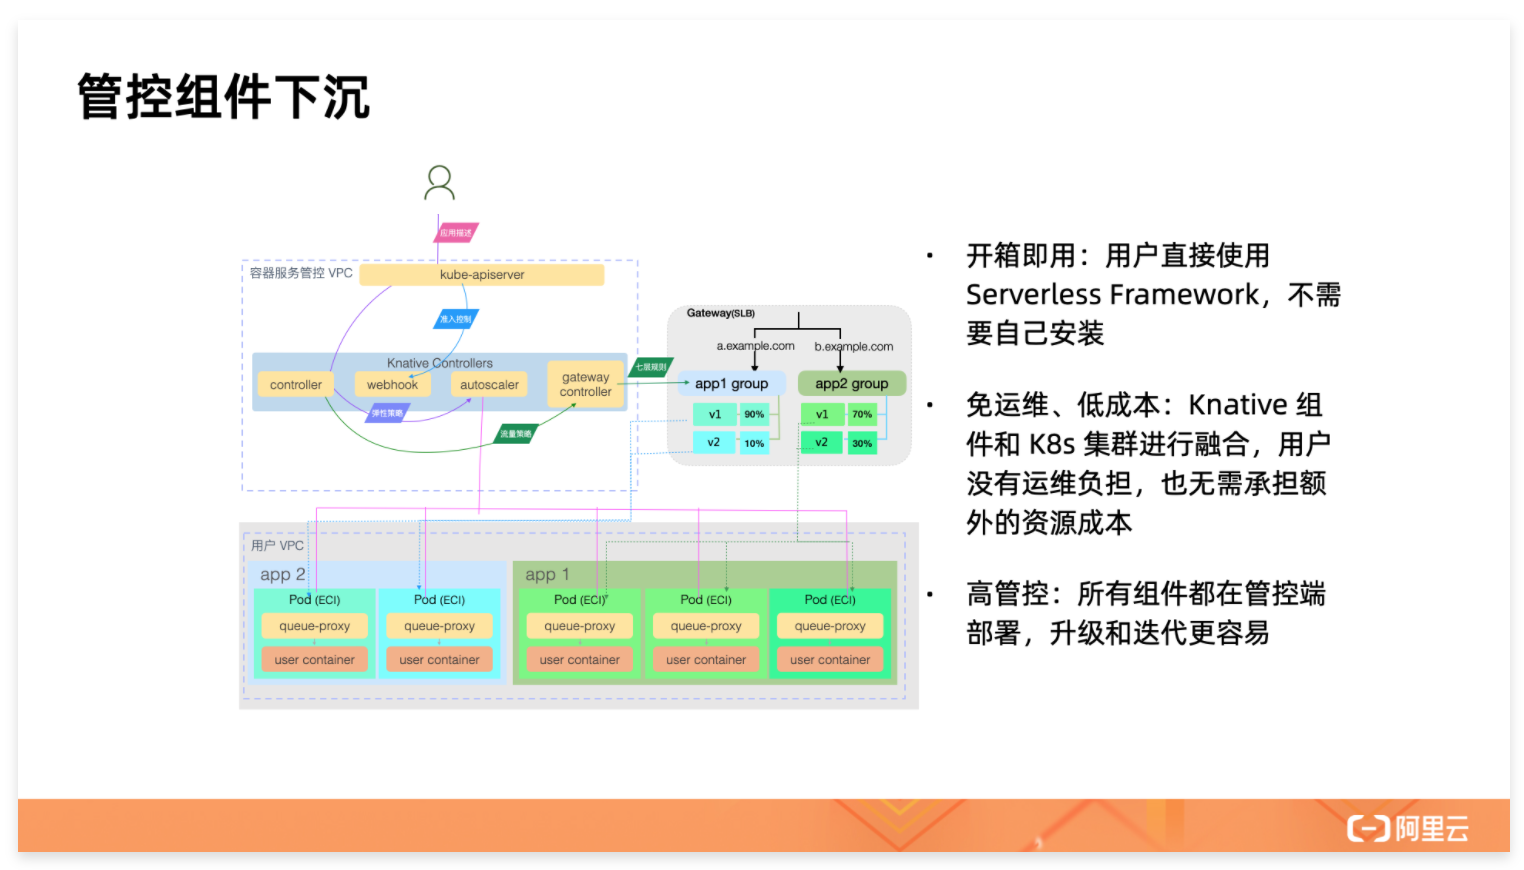 管控组件下沉
应用描述
容器服务管控 VPC
kube-apiserver
准入控制
Knative Controllers
controller
webhook
autoscaler
gateway
controller
弹性策略
流量策略
七层规则
Gateway(SLB)
a.example.com
b.example.com
app1 group
app2 group
v1
90%
v1
70%
v2
10%
v2
30%
用户 VPC
app 2
app 1
Pod (ECI)
Pod (ECI)
Pod (ECI)
Pod (ECI)
Pod (ECI)
queue-proxy
queue-proxy
queue-proxy
queue-proxy
queue-proxy
user container
user container
user container
user container
user container
• 开箱即用：用户直接使用
Serverless Framework，不需
要自己安装
• 免运维、低成本：Knative 组
件和 K8s 集群进行融合，用户
没有运维负担，也无需承担额
外的资源成本
• 高管控：所有组件都在管控端
部署，升级和迭代更容易
阿里云